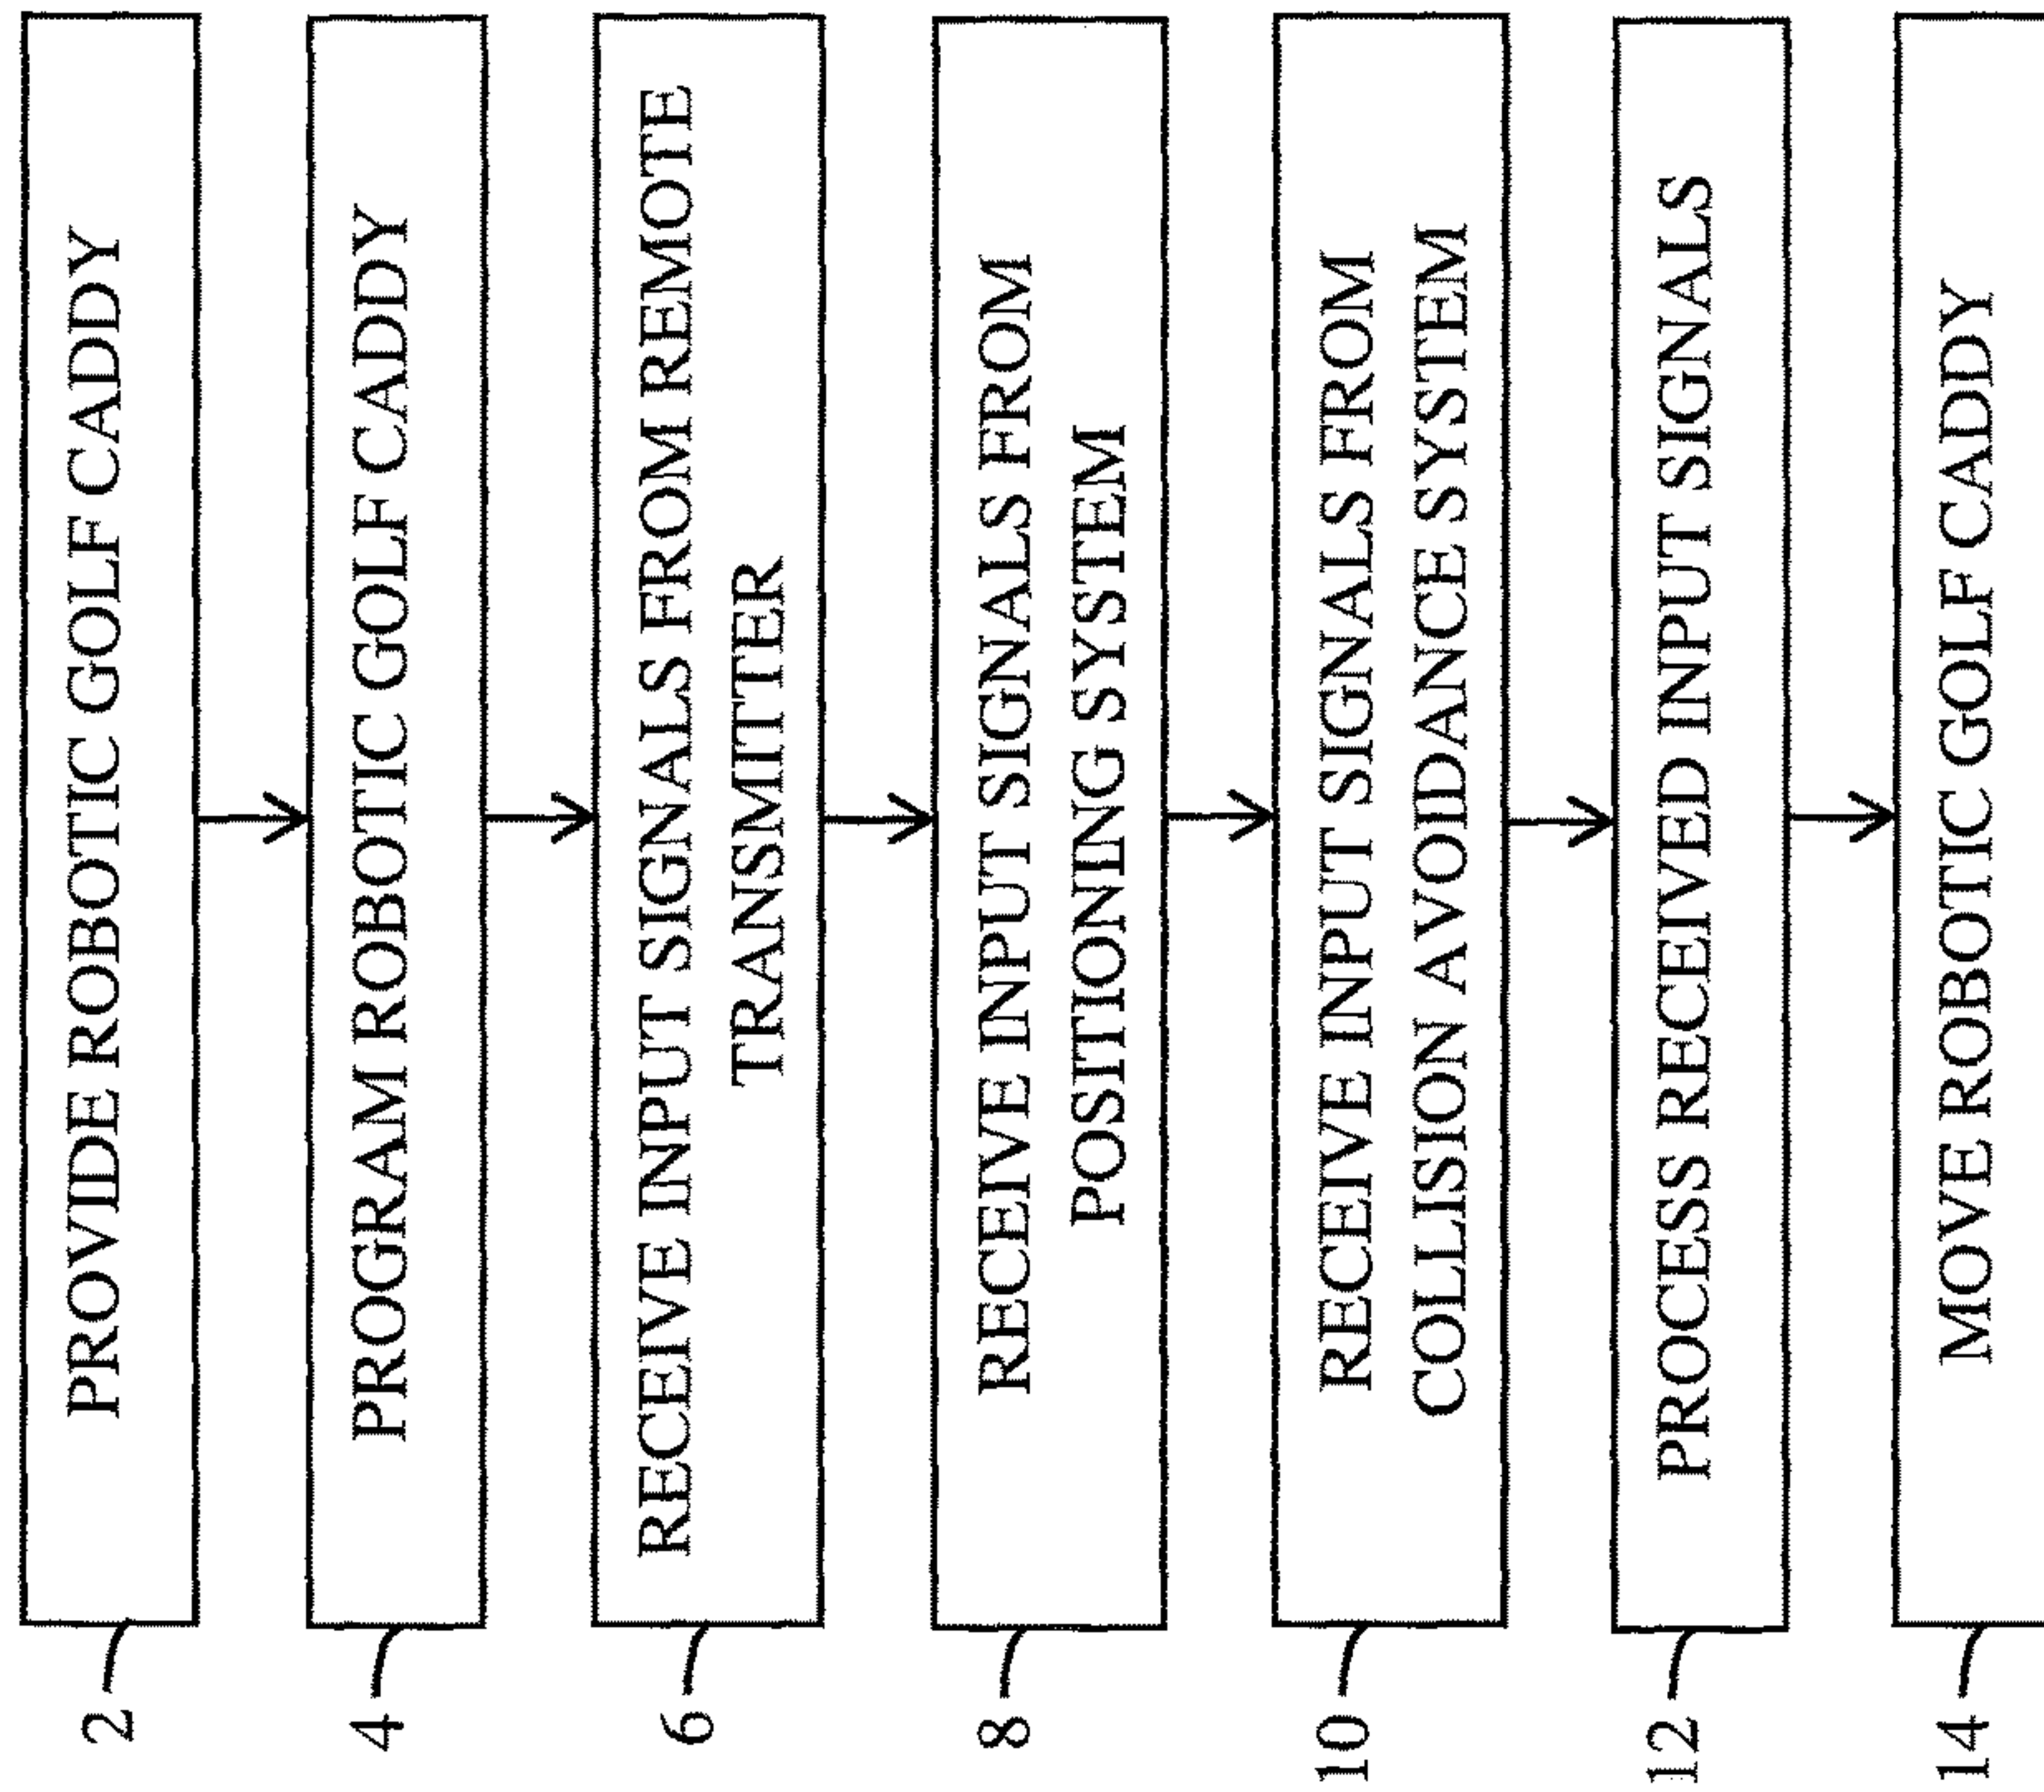 2
PROVIDE ROBOTIC GOLF CADDY
4
PROGRAM ROBOTIC GOLF CADDY
6
RECEIVE INPUT SIGNALS FROM REMOTE
TRANSMITTER
8
RECEIVE INPUT SIGNALS FROM
POSITIONING SYSTEM
10
RECEIVE INPUT SIGNALS FROM
COLLISION AVOIDANCE SYSTEM
12
PROCESS RECEIVED INPUT SIGNALS
14
MOVE ROBOTIC GOLF CADDY